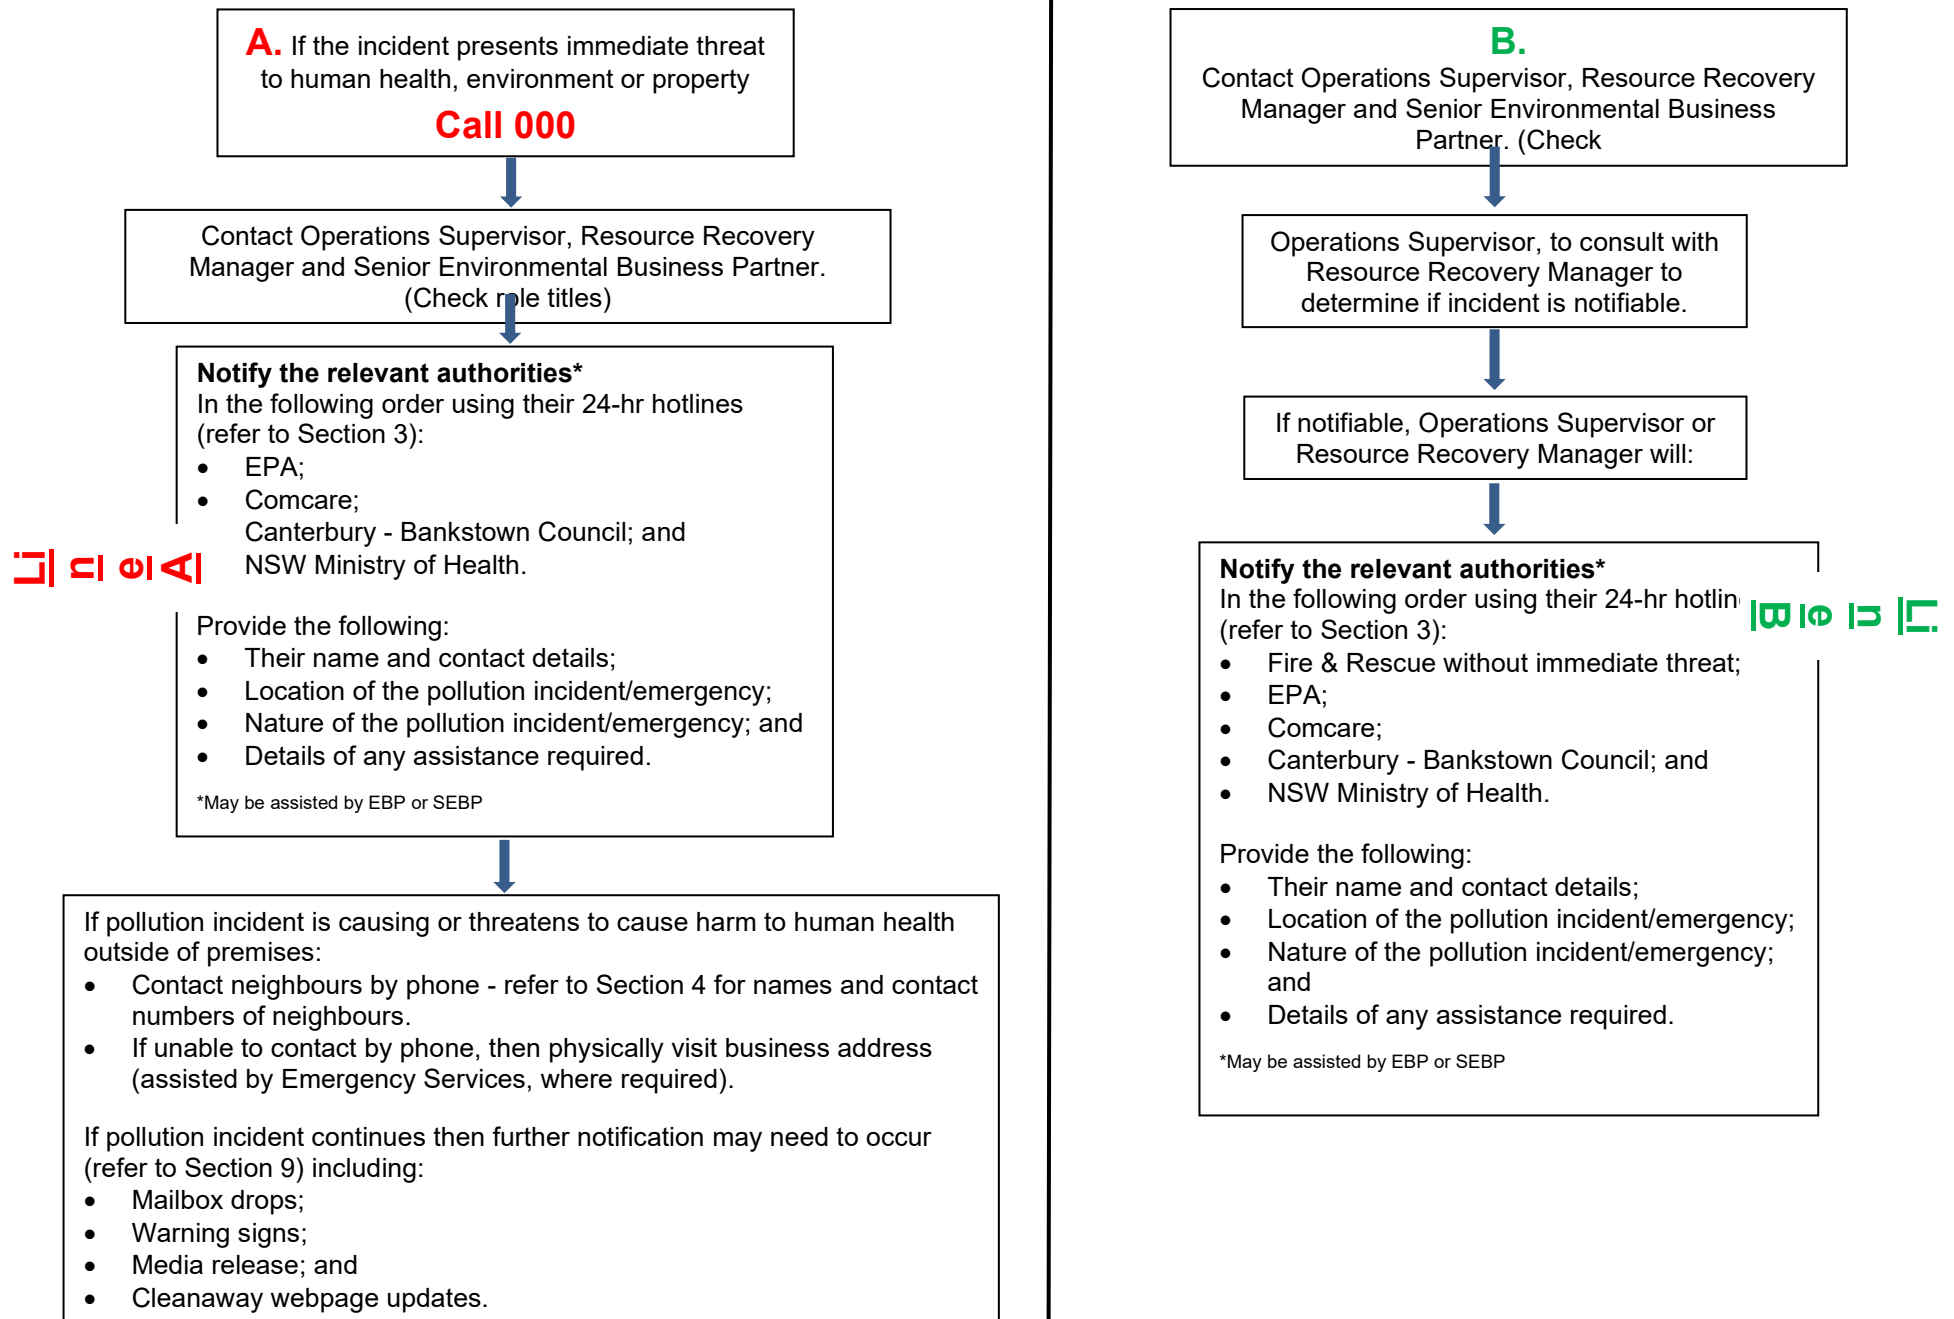 A. If the incident presents immediate threat
to human health, environment or property
Call 000
Contact Operations Supervisor, Resource Recovery
Manager and Senior Environmental Business Partner.
(Check role titles)
Notify the relevant authorities*
In the following order using their 24-hr hotlines
(refer to Section 3):
• EPA;
• Comcare;
Canterbury - Bankstown Council; and
NSW Ministry of Health.
Line A
Provide the following:
• Their name and contact details;
• Location of the pollution incident/emergency;
• Nature of the pollution incident/emergency; and
• Details of any assistance required.
*May be assisted by EBP or SEBP
If pollution incident is causing or threatens to cause harm to human health
outside of premises:
• Contact neighbours by phone - refer to Section 4 for names and contact
numbers of neighbours.
• If unable to contact by phone, then physically visit business address
(assisted by Emergency Services, where required).
If pollution incident continues then further notification may need to occur
(refer to Section 9) including:
• Mailbox drops;
• Warning signs;
• Media release; and
• Cleanaway webpage updates.
B.
Contact Operations Supervisor, Resource Recovery
Manager and Senior Environmental Business
Partner. (Check
Operations Supervisor, to consult with
Resource Recovery Manager to
determine if incident is notifiable.
If notifiable, Operations Supervisor or
Resource Recovery Manager will:
Notify the relevant authorities*
In the following order using their 24-hr hotlin
(refer to Section 3):
Line B
• Fire & Rescue without immediate threat;
• EPA;
• Comcare;
• Canterbury - Bankstown Council; and
• NSW Ministry of Health.
Provide the following:
• Their name and contact details;
• Location of the pollution incident/emergency;
• Nature of the pollution incident/emergency;
and
• Details of any assistance required.
*May be assisted by EBP or SEBP